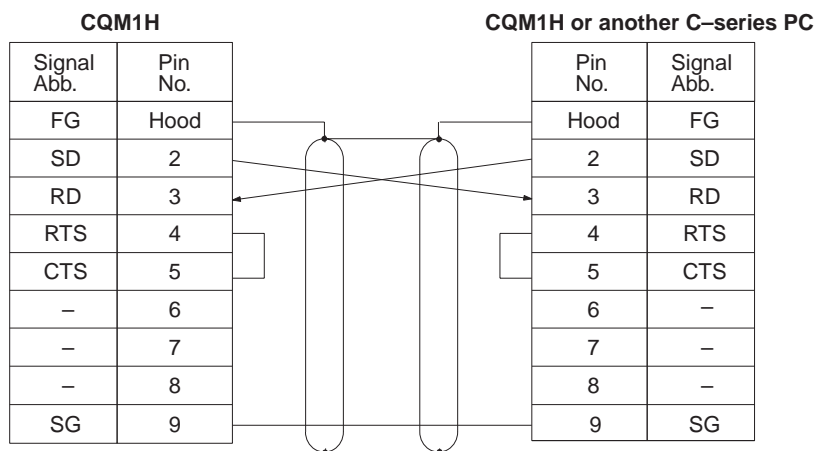 CQM1H
CQM1H or another C–series PC
Signal Abb. Pin No. Pin No. Signal Abb.
FG Hood Hood FG
SD 2 2 SD
RD 3 3 RD
RTS 4 4 RTS
CTS 5 5 CTS
– 6 6 –
– 7 7 –
– 8 8 –
SG 9 9 SG